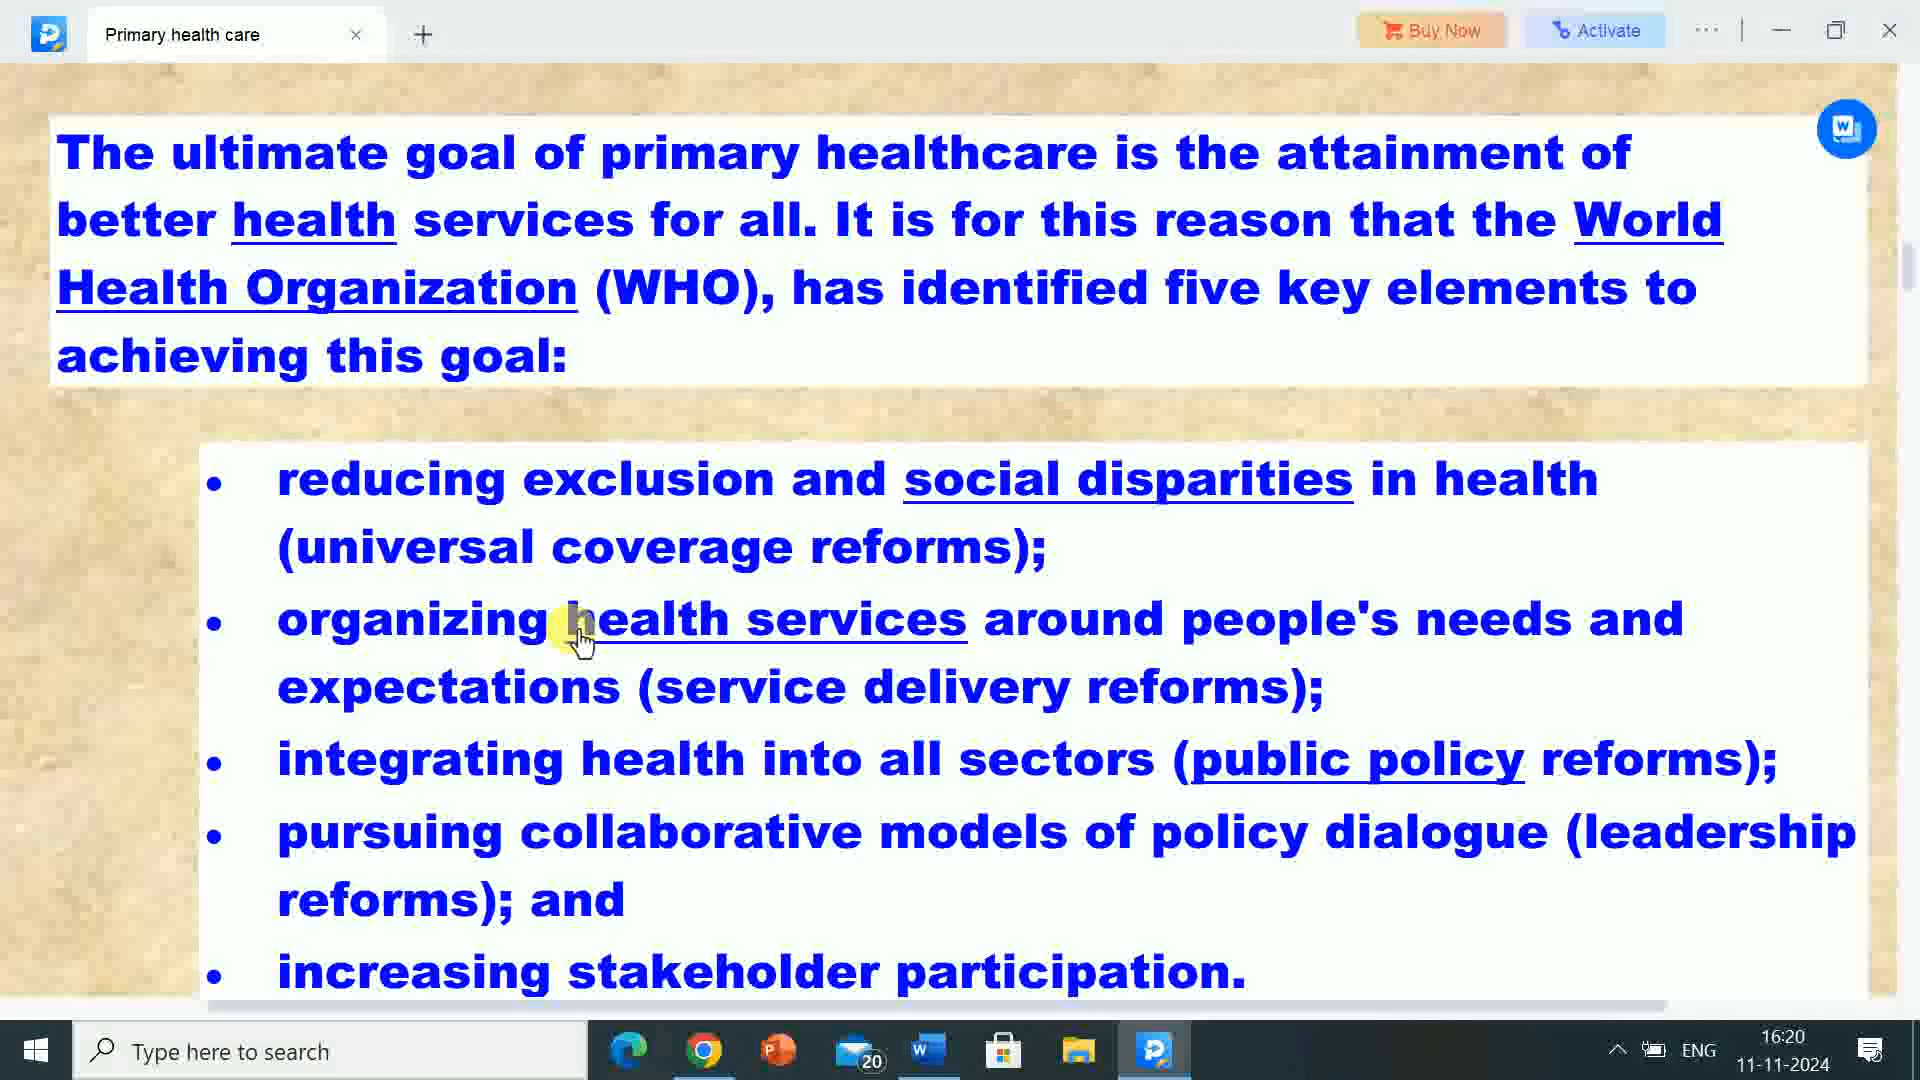 Primary health care
Buy Now
Activate
The ultimate goal of primary healthcare is the attainment of
better health services for all. It is for this reason that the World
Health Organization (WHO), has identified five key elements to
achieving this goal:
• reducing exclusion and social disparities in health
(universal coverage reforms);
• organizing health services around people's needs and
expectations (service delivery reforms);
• integrating health into all sectors (public policy reforms);
• pursuing collaborative models of policy dialogue (leadership
reforms); and
• increasing stakeholder participation.
Type here to search
20
ENG
16:20
11-11-2024